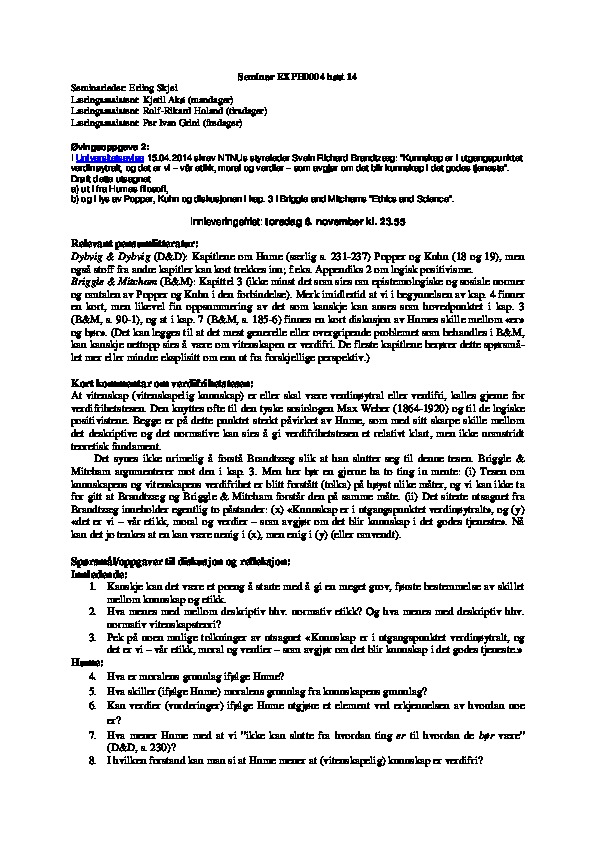 Seminar EXPH0004 høst 14
Seminarleder: Erling Skjei
Læringsassistent: Kjetil Akø (mandager)
Læringsassistent: Rolf-Rikard Holand (tirsdager)
Læringsassistent: Per Ivan Grini (fredager)
Øvingsoppgave 2:
I Universitetsavisa 15.04.2014 skrev NTNUs styreleder Svein Richard Brandtzæg: "Kunnskap er i utgangspunktet
verdinøytralt, og det er vi – vår etikk, moral og verdier – som avgjør om det blir kunnskap i det godes tjeneste".
Drøft dette utsagnet
a) ut i fra Humes filosofi,
b) og i lys av Popper, Kuhn og diskusjonen i kap. 3 i Briggle and Mitchams "Ethics and Science".
Innleveringsfrist: torsdag 6. november kl. 23.55
Relevant pensumlitteratur:
Dybvig & Dybvig (D&D): Kapitlene om Hume (særlig s. 231-237) Popper og Kuhn (18 og 19), men
også stoff fra andre kapitler kan kort trekkes inn; f.eks. Appendiks 2 om logisk positivisme.
Briggle & Mitcham (B&M): Kapittel 3 (ikke minst det som sies om epistemologiske og sosiale normer
og omtalen av Popper og Kuhn i den forbindelse). Merk imidlertid at vi i begynnelsen av kap. 4 finner
en kort, men likevel fin oppsummering av det som kanskje kan anses som hovedpunktet i kap. 3
(B&M, s. 90-1), og at i kap. 7 (B&M, s. 185-6) finnes en kort diskusjon av Humes skille mellom «er»
og «bør». (Det kan legges til at det mest generelle eller overgripende problemet som behandles i B&M,
kan kanskje nettopp sies å være om vitenskapen er verdifri. De fleste kapitlene berører dette spørsmå-
let mer eller mindre eksplisitt om enn ut fra forskjellige perspektiv.)
Kort kommentar om verdifrihetstesen:
At vitenskap (vitenskapelig kunnskap) er eller skal være verdinøytral eller verdifri, kalles gjerne for
verdifrihetstesen. Den knyttes ofte til den tyske sosiologen Max Weber (1864-1920) og til de logiske
positivistene. Begge er på dette punktet sterkt påvirket av Hume, som med sitt skarpe skille mellom
det deskriptive og det normative kan sies å gi verdifrihetstesen et relativt klart, men ikke uomstridt
teoretisk fundament.
Det synes ikke urimelig å forstå Brandtzæg slik at han slutter seg til denne tesen. Briggle &
Mitcham argumenterer mot den i kap. 3. Men her bør en gjerne ha to ting in mente: (i) Tesen om
kunnskapens og vitenskapens verdifrihet er blitt forstått (tolka) på høyst ulike måter, og vi kan ikke ta
for gitt at Brandtzæg og Briggle & Mitcham forstår den på samme måte. (ii) Det siterte utsagnet fra
Brandtzæg inneholder egentlig to påstander: (x) «Kunnskap er i utgangspunktet verdinøytralt», og (y)
«det er vi – vår etikk, moral og verdier – som avgjør om det blir kunnskap i det godes tjeneste». Nå
kan det jo tenkes at en kan være uenig i (x), men enig i (y) (eller omvendt).
Spørsmål/oppgaver til diskusjon og refleksjon:
Innledende:
1. Kanskje kan det være et poeng å starte med å gi en meget grov, første bestemmelse av skillet
mellom kunnskap og etikk.
2. Hva menes med mellom deskriptiv hhv. normativ etikk? Og hva menes med deskriptiv hhv.
normativ vitenskapsteori?
3. Pek på noen mulige tolkninger av utsagnet «Kunnskap er i utgangspunktet verdinøytralt, og
det er vi – vår etikk, moral og verdier – som avgjør om det blir kunnskap i det godes tjeneste.»
Hume:
4. Hva er moralens grunnlag ifølge Hume?
5. Hva skiller (ifølge Hume) moralens grunnlag fra kunnskapens grunnlag?
6. Kan verdier (vurderinger) ifølge Hume utgjøre et element ved erkjennelsen av hvordan noe
er?
7. Hva mener Hume med at vi "ikke kan slutte fra hvordan ting er til hvordan de bør være"
(D&D, s. 230)?
8. I hvilken forstand kan man si at Hume mener at (vitenskapelig) kunnskap er verdifri?